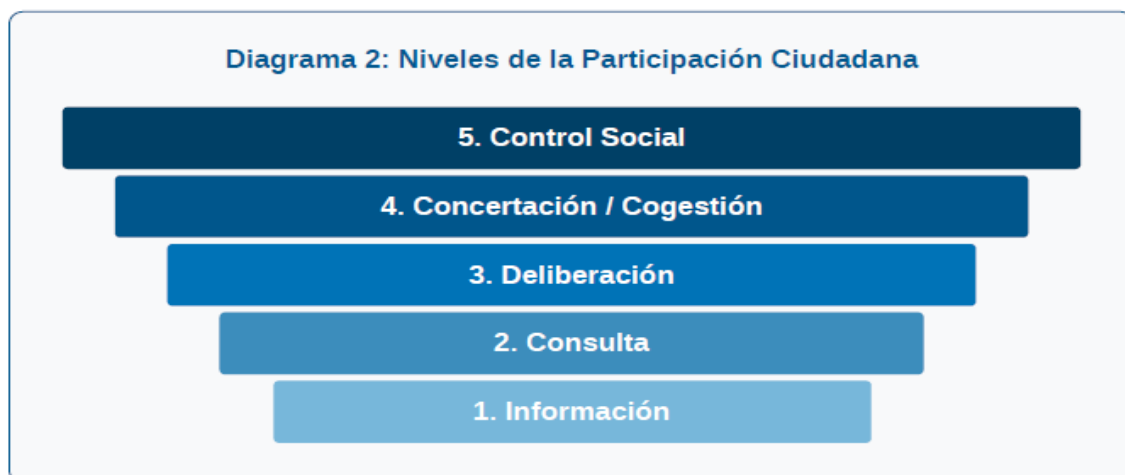 Diagrama 2: Niveles de la Participación Ciudadana
5. Control Social
4. Concertación / Cogestión
3. Deliberación
2. Consulta
1. Información